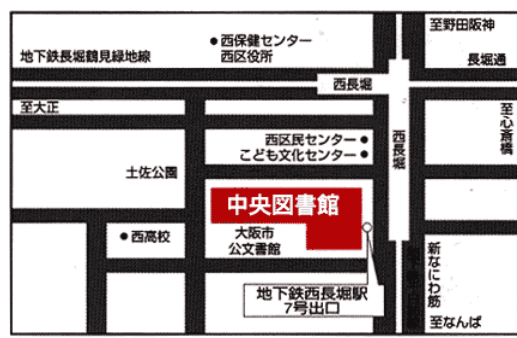 至野田阪神
西保健センター
西区役所
地下鉄長堀鶴見緑地線
長堀通
西長堀
至大正
至心斎橋
西区民センター
こども文化センター
西長堀
土佐公園
中央図書館
西高校
大阪市
公文書館
新なにわ筋
地下鉄西長堀駅
7号出口
至なんば